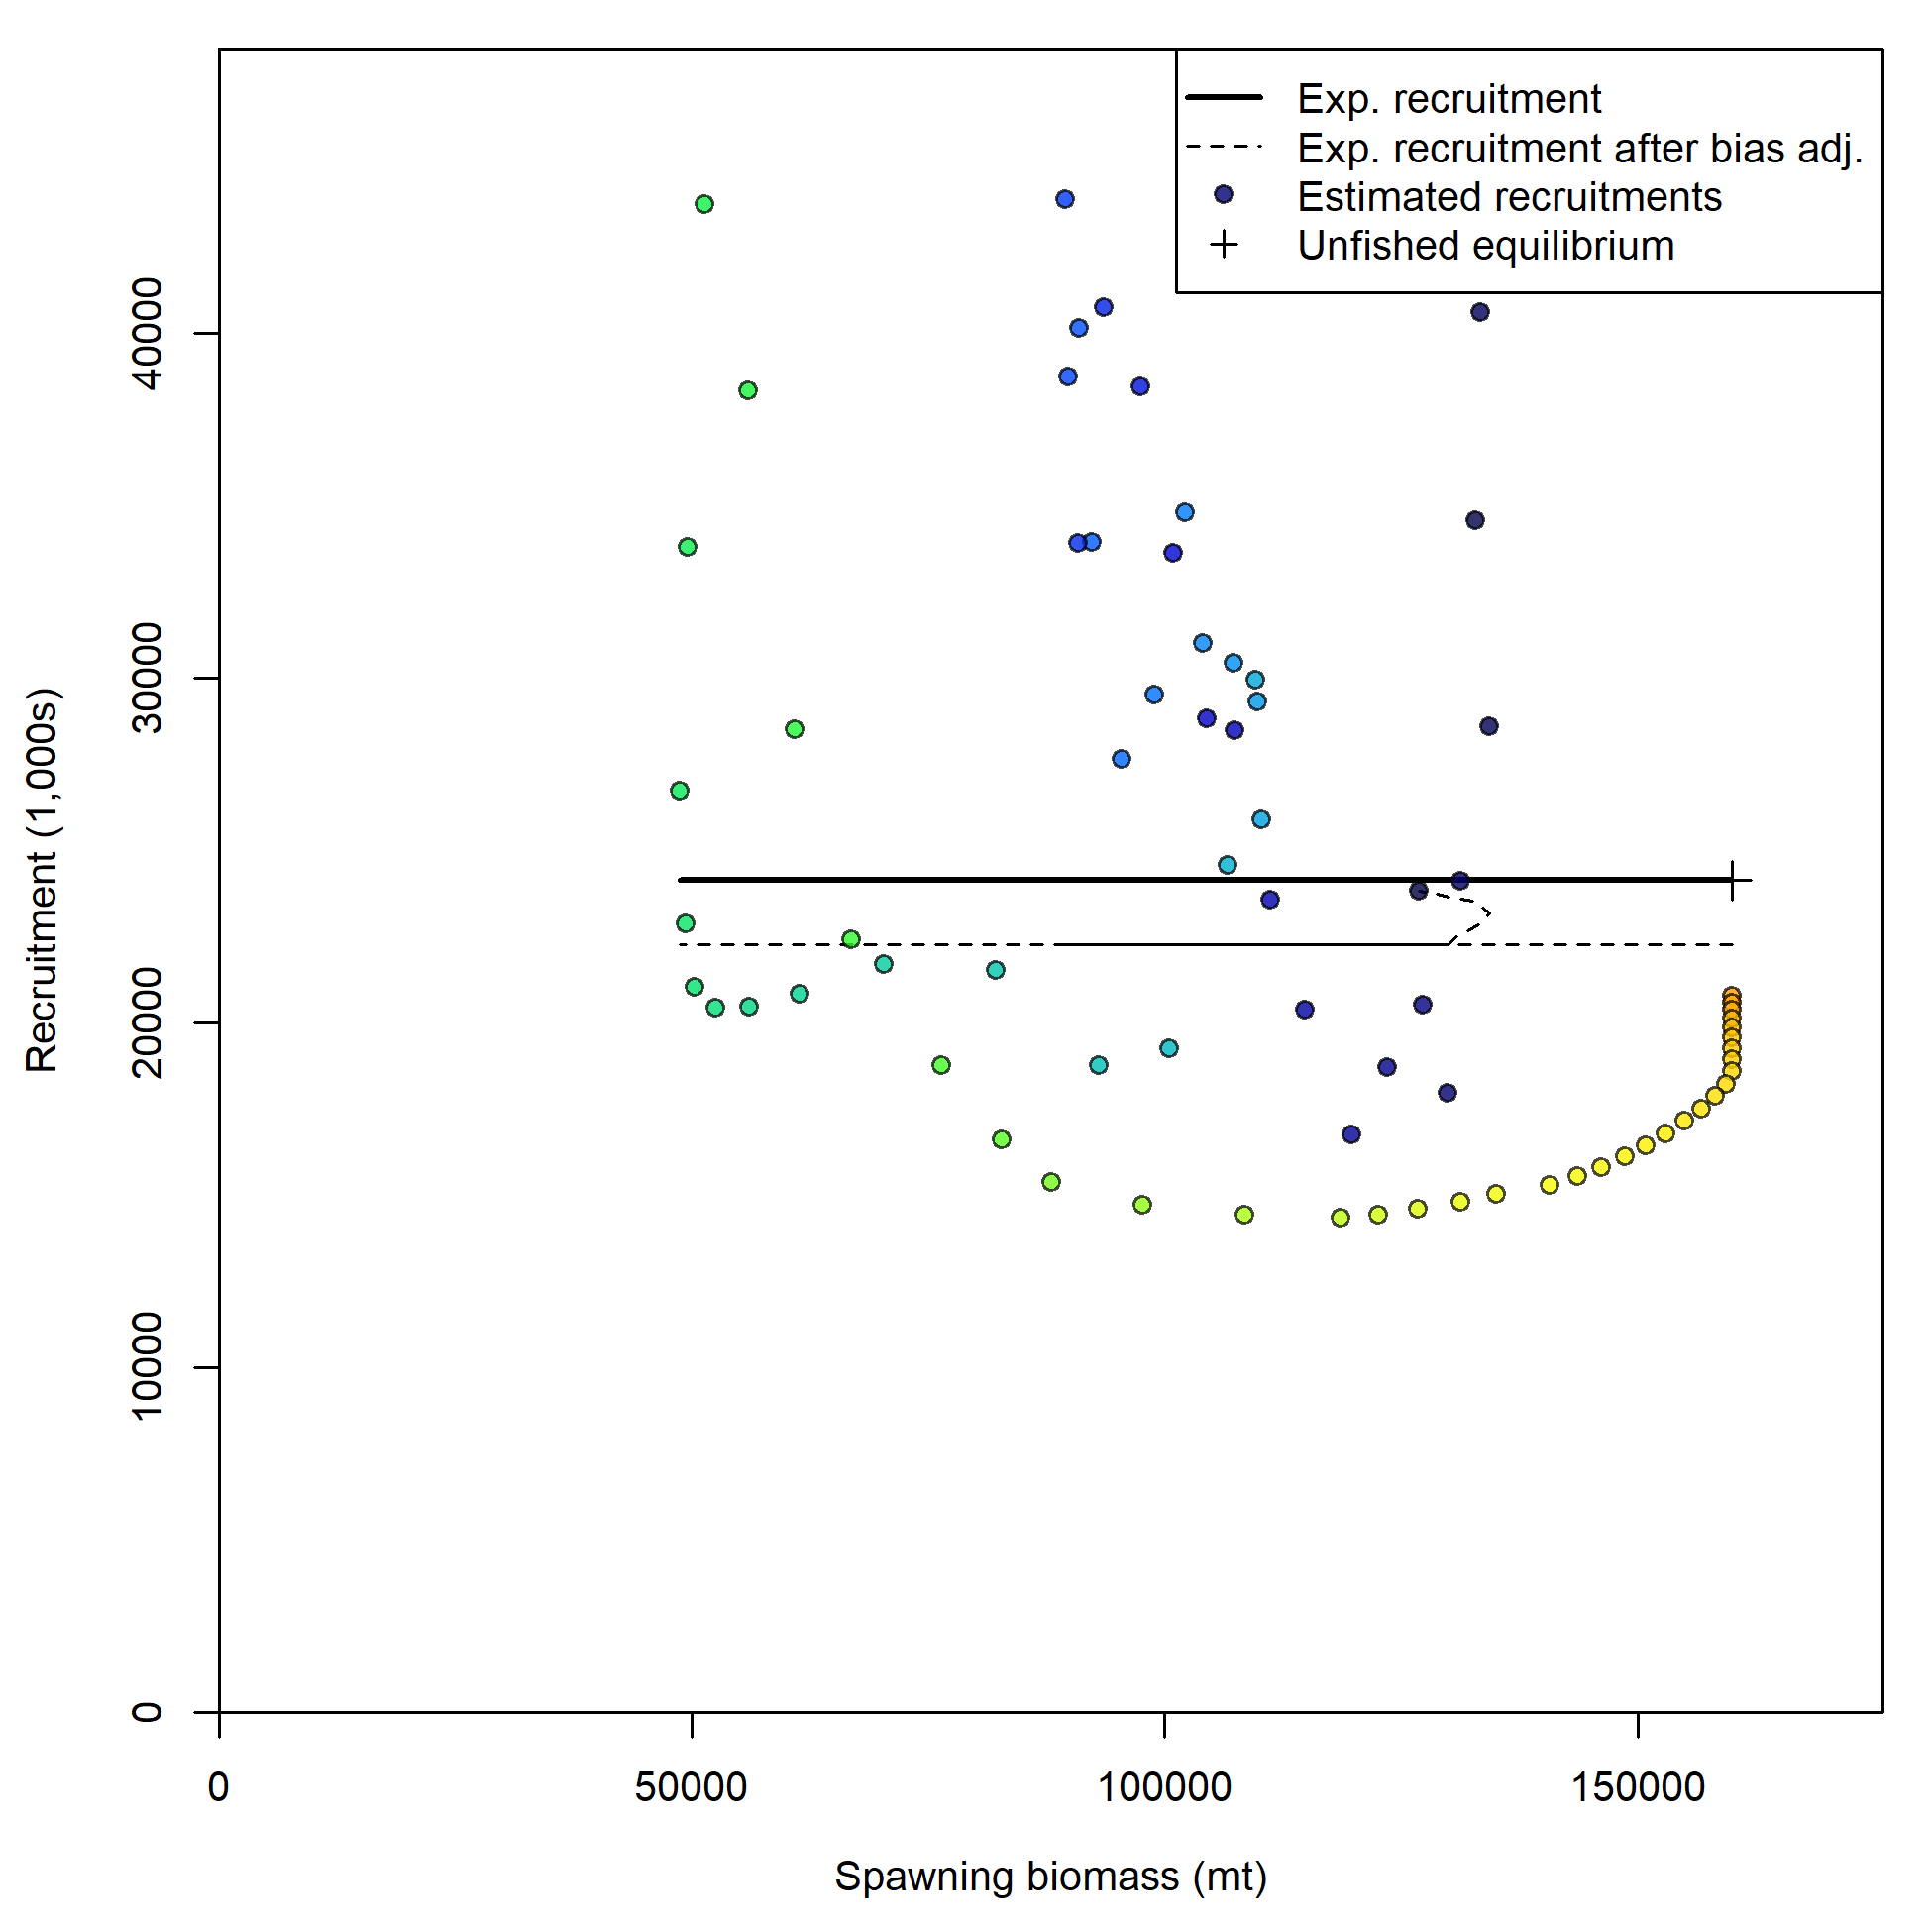 Exp. recruitment
Exp. recruitment after bias adj.
Estimated recruitments
Unfished equilibrium
Recruitment (1,000s)
40000
30000
20000
10000
0
0
50000
100000
150000
Spawning biomass (mt)